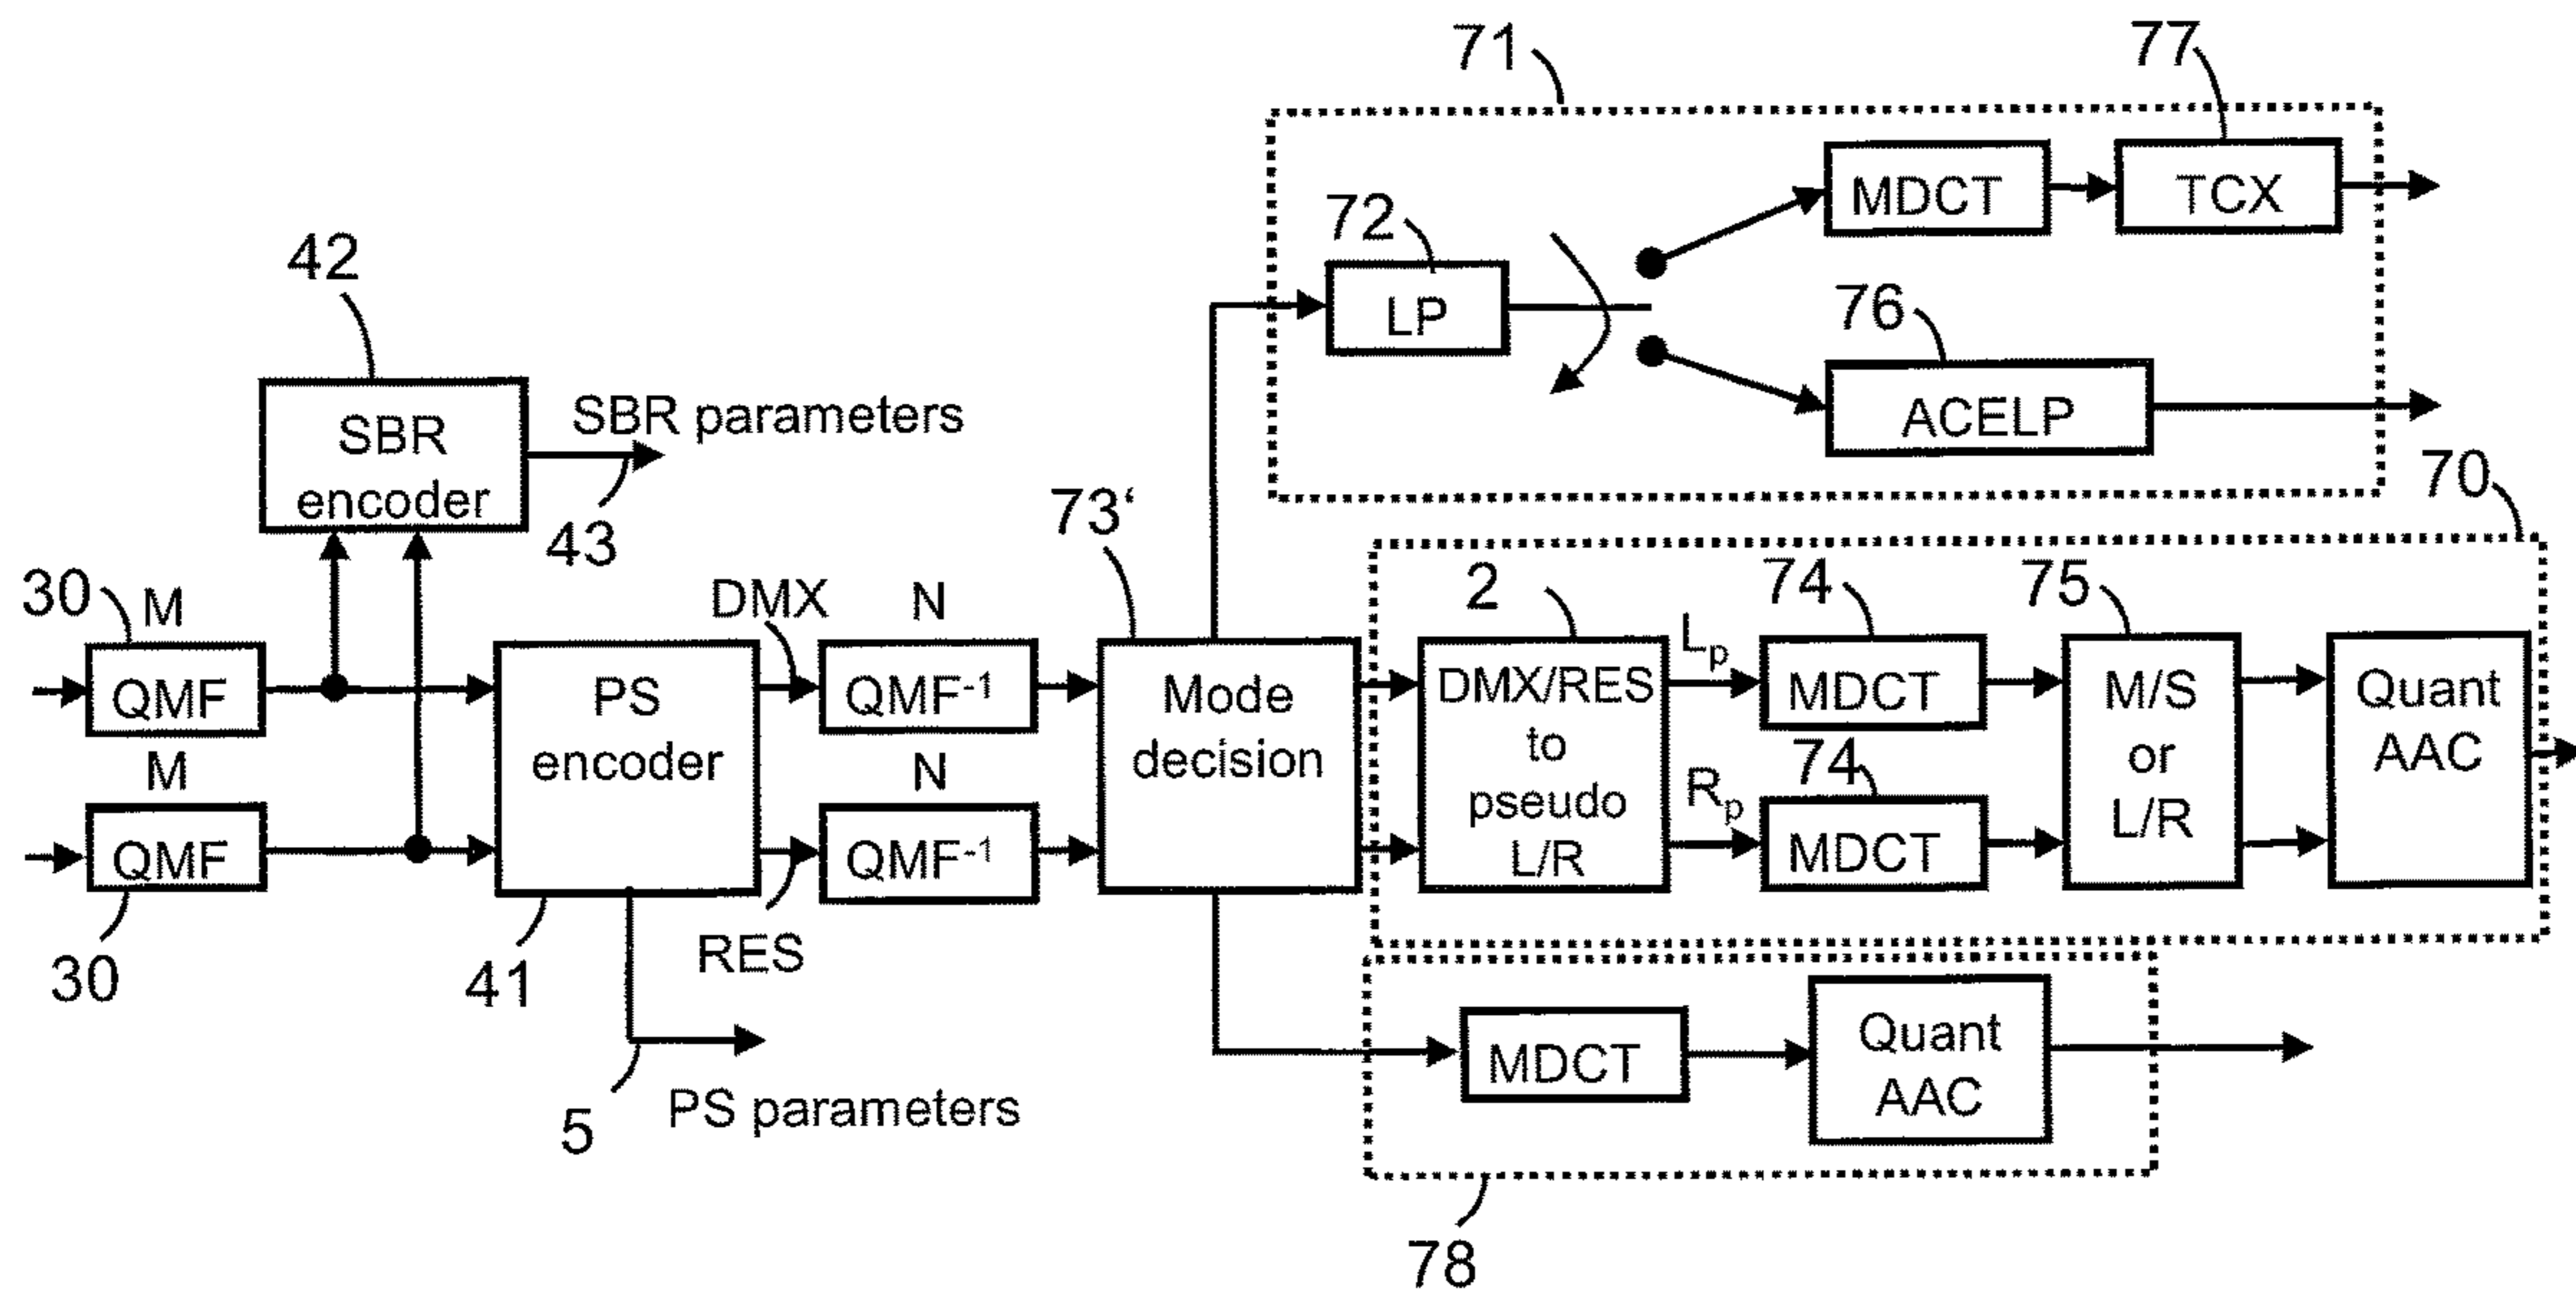 71
77
MDCT
TCX
72
LP
42
76
SBR
encoder
SBR parameters
ACELP
43
70
73‘
30
M
QMF
DMX
N
QMF-1
2
Lp
74
MDCT
75
PS
encoder
Mode
decision
DMX/RES
to
pseudo
L/R
M/S
or
L/R
Quant
AAC
M
QMF
N
QMF-1
Rp
74
MDCT
30
41
RES
5
PS parameters
MDCT
Quant
AAC
78